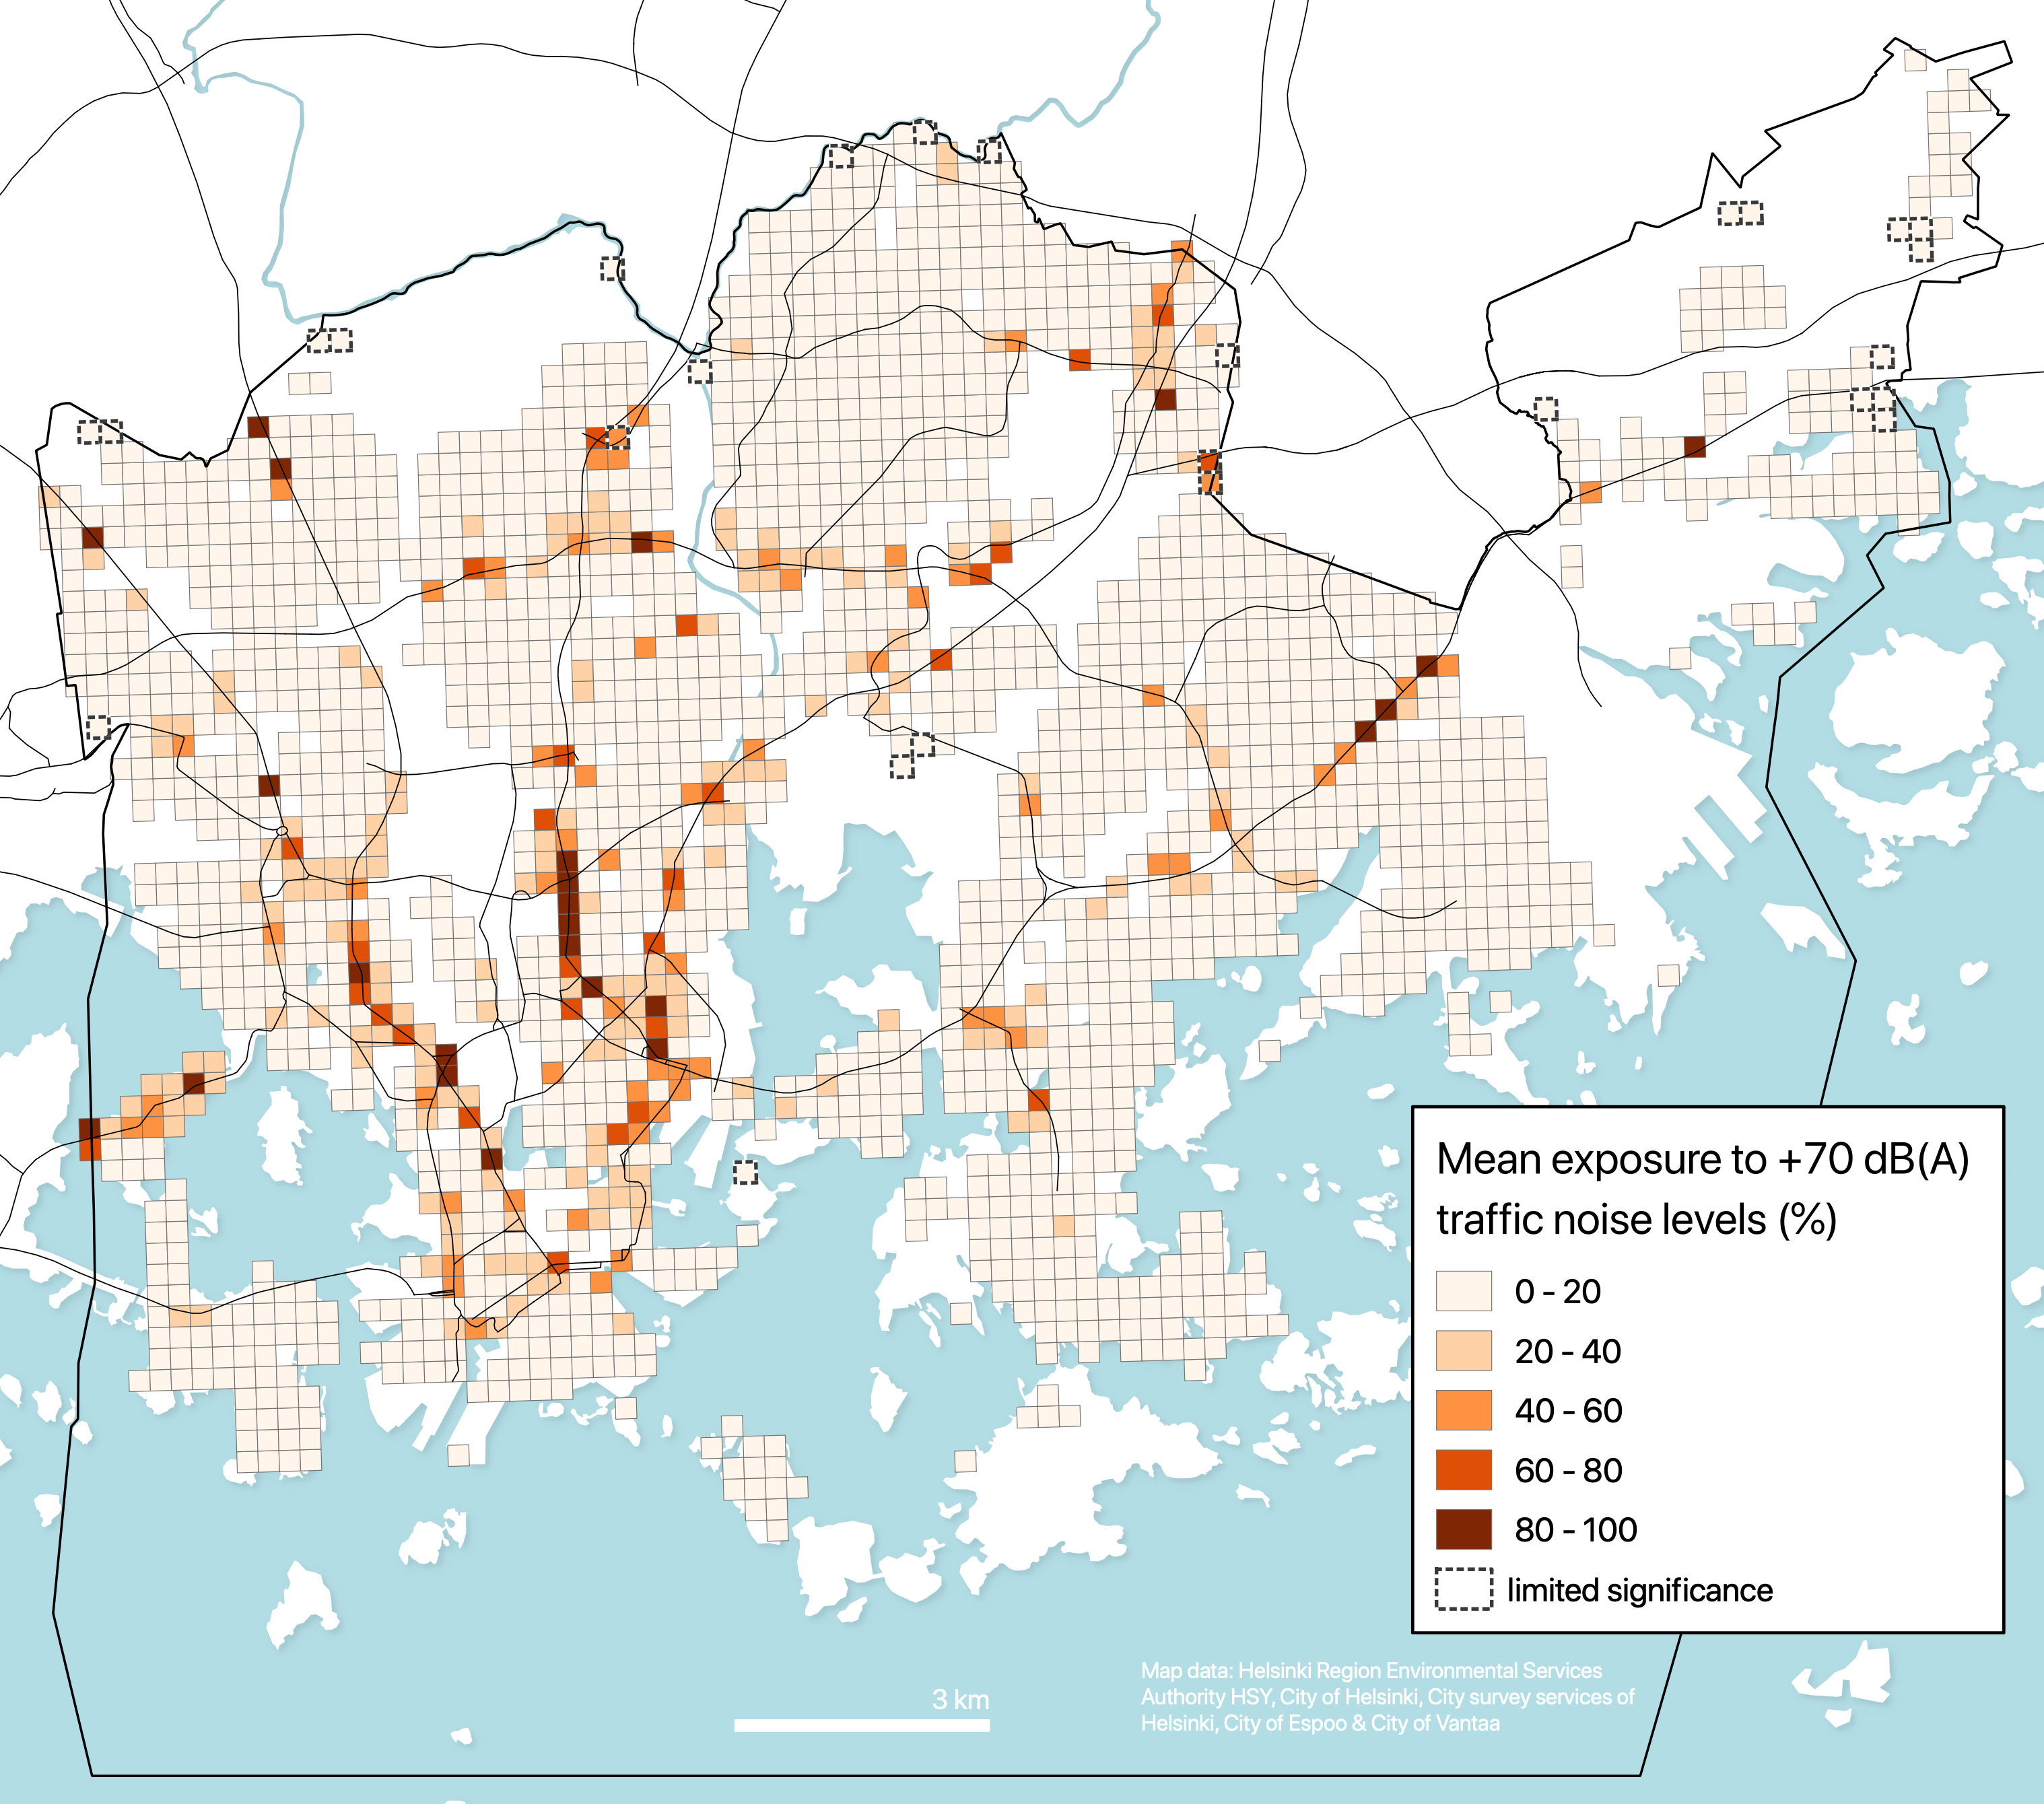 Mean exposure to +70 dB(A)
traffic noise levels (%)
0 - 20
20 - 40
40 - 60
60 - 80
80 - 100
limited significance
3 km
Map data: Helsinki Region Environmental Services
Authority HSY, City of Helsinki, City survey services of
Helsinki, City of Espoo & City of Vantaa